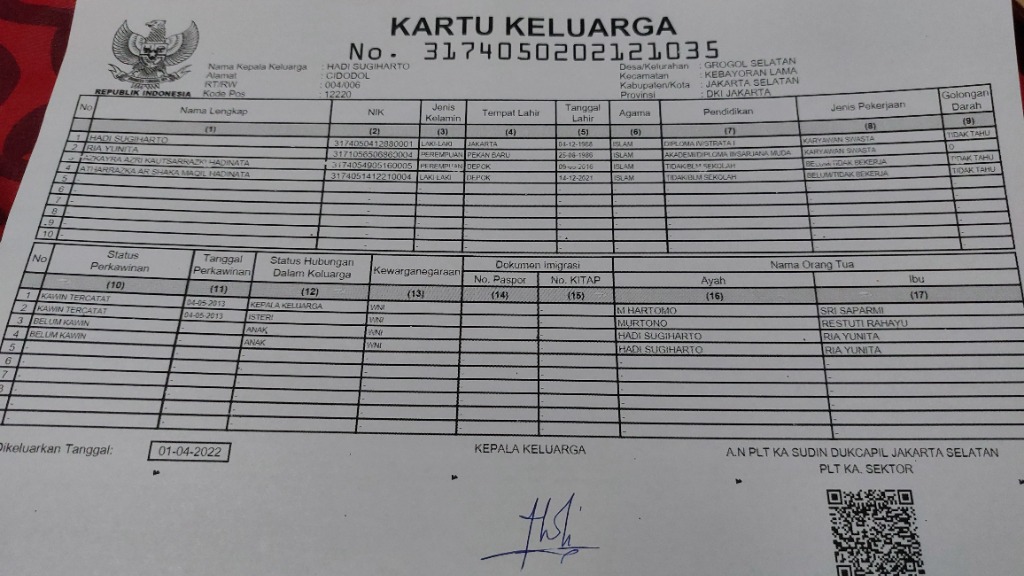 KARTU KELUARGA
No. 3174050202121035
REPUBLIK INDONESIA
Nama Kepala Keluarga : HADI SUGIHARTO
Alamat : CIDODOL
RT/RW : 004/006
Kode Pos : 12220
Desa/Kelurahan : GROGOL SELATAN
Kecamatan : KEBAYORAN LAMA
Kabupaten/Kota : JAKARTA SELATAN
Provinsi : DKI JAKARTA
No Nama Lengkap NIK Jenis Kelamin Tempat Lahir Tanggal Lahir Agama Pendidikan Jenis Pekerjaan Golongan Darah
(1) (2) (3) (4) (5) (6) (7) (8) (9)
1 HADI SUGIHARTO 3174050412880001 LAKI-LAKI JAKARTA 04-12-1988 ISLAM DIPLOMA IV/STRATA I KARYAWAN SWASTA TIDAK TAHU
2 RIA YUNITA 3171056506860004 PEREMPUAN PEKAN BARU 25-06-1986 ISLAM AKADEMI/DIPLOMA III/SARJANA MUDA KARYAWAN SWASTA O
3 AZKAYRA AZRI KAUTSARRAZKI HADINATA 3174054905160005 PEREMPUAN DEPOK ISLAM TIDAK/BLM SEKOLAH BELUM/TIDAK BEKERJA TIDAK TAHU
4 ATHARRAZKA AR SHAKA MAQIL HADINATA 3174051412210004 LAKI-LAKI DEPOK 14-12-2021 ISLAM TIDAK/BLM SEKOLAH BELUM/TIDAK BEKERJA TIDAK TAHU
5 -
6 -
7 -
8 -
9 -
10 -
No Status Perkawinan Tanggal Perkawinan Status Hubungan Dalam Keluarga Kewarganegaraan Dokumen Imigrasi Nama Orang Tua
No. Paspor No. KITAP Ayah Ibu
(10) (11) (12) (13) (14) (15) (16) (17)
1 KAWIN TERCATAT 04-05-2013 KEPALA KELUARGA WNI - - M HARTOMO SRI SAPARMI
2 KAWIN TERCATAT 04-05-2013 ISTERI WNI - - MURTONO RESTUTI RAHAYU
3 BELUM KAWIN ANAK WNI - - HADI SUGIHARTO RIA YUNITA
4 BELUM KAWIN ANAK WNI - - HADI SUGIHARTO RIA YUNITA
5 -
6 -
7 -
8 -
Dikeluarkan Tanggal: 01-04-2022
KEPALA KELUARGA
A.N PLT KA SUDIN DUKCAPIL JAKARTA SELATAN
PLT KA. SEKTOR